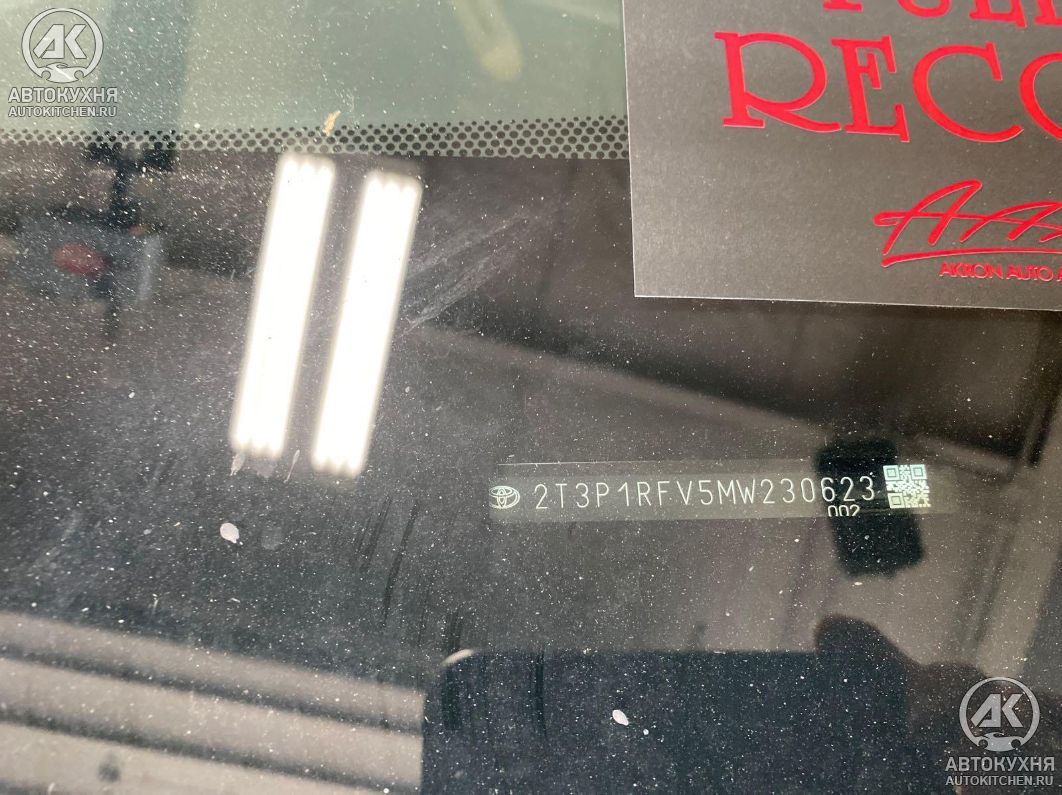 АВТОКУХНЯ
AUTOKITCHEN.RU
RECO
AKRON AUTO
2T3P1RFV5MW230623
002
АВТОКУХНЯ
AUTOKITCHEN.RU